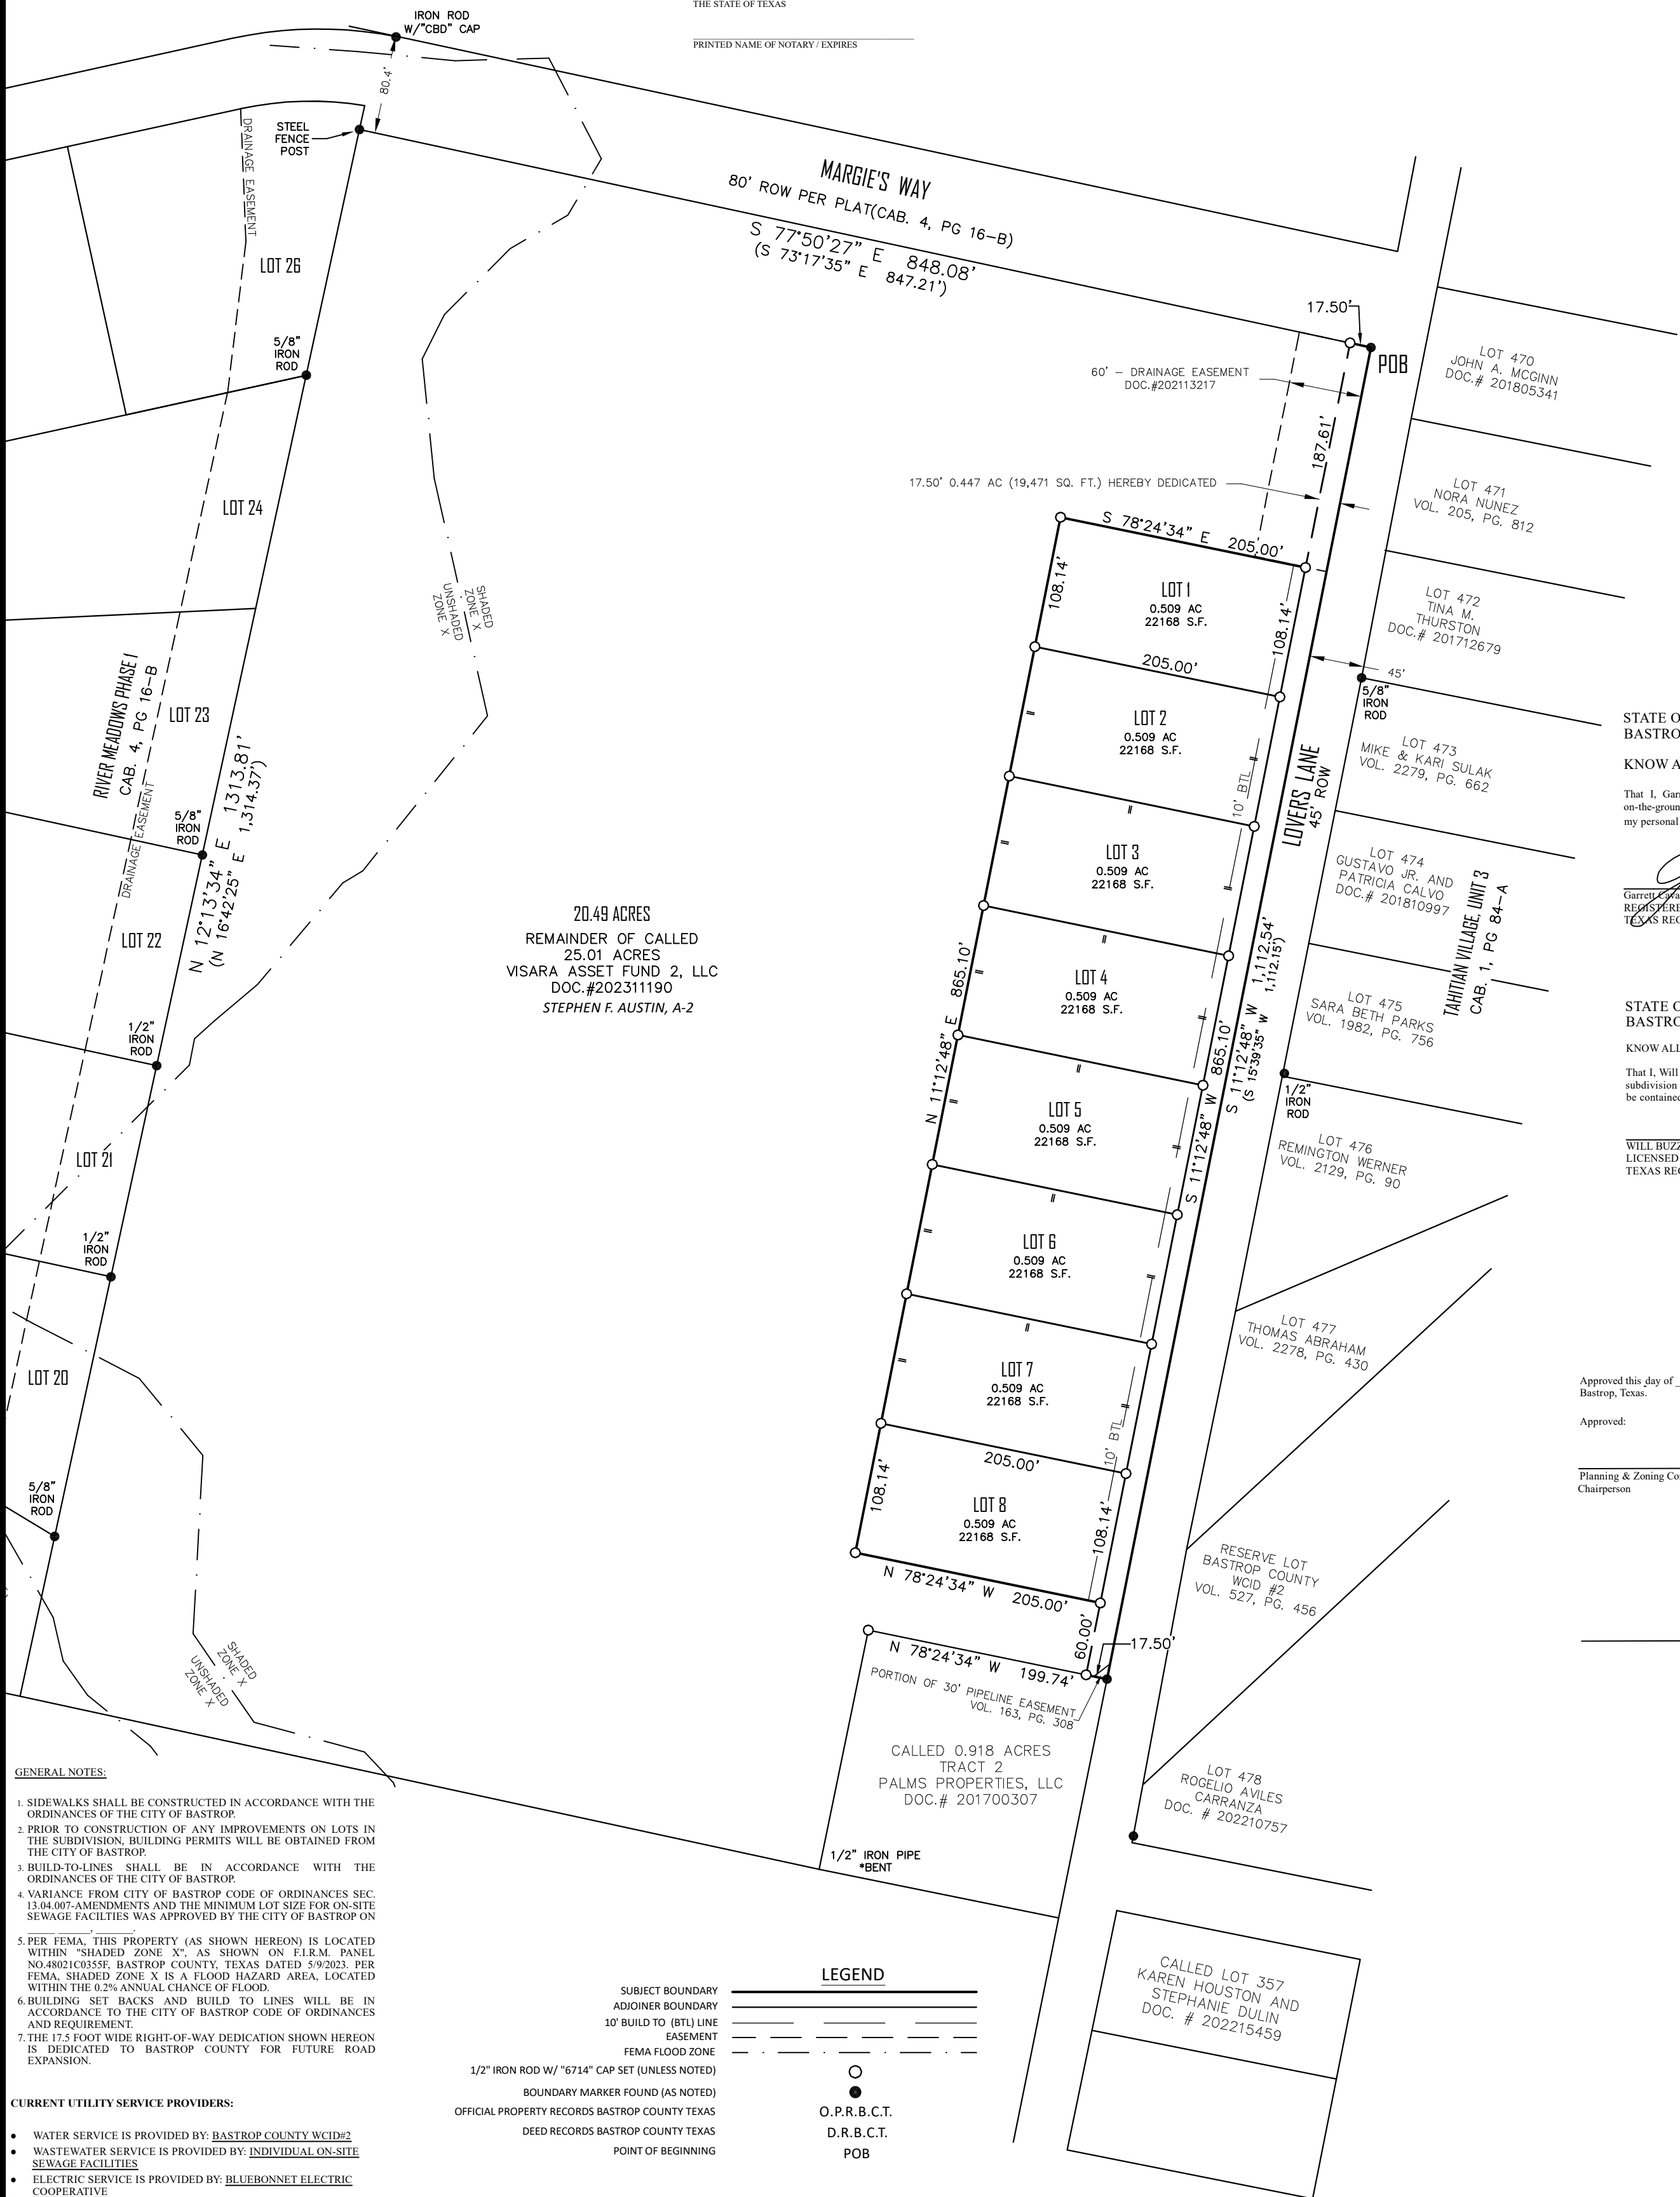 THE STATE OF TEXAS
PRINTED NAME OF NOTARY / EXPIRES
IRON ROD
W/"CBD" CAP
80.4'
STEEL
FENCE
POST
DRAINAGE EASEMENT
MARGIE'S WAY
80' ROW PER PLAT(CAB. 4, PG 16-B)
S 77°50'27" E 848.08'
(S 73°17'35" E 847.21')
LOT 26
5/8"
IRON
ROD
17.50'
POB
60' - DRAINAGE EASEMENT
DOC.#202113217
187.61'
17.50' 0.447 AC (19,471 SQ. FT.) HEREBY DEDICATED
LOT 470
JOHN A. MCGINN
DOC.# 201805341
LOT 471
NORA NUNEZ
VOL. 205, PG. 812
LOT 472
TINA M.
THURSTON
DOC.# 201712679
45'
5/8"
IRON
ROD
LOT 473
MIKE & KARI SULAK
VOL. 2279, PG. 662
LOT 474
GUSTAVO JR. AND
PATRICIA CALVO
DOC.# 201810997
LOT 475
SARA BETH PARKS
VOL. 1982, PG. 756
TAHITIAN VILLAGE, UNIT 3
CAB. 1, PG 84-A
1/2"
IRON
ROD
LOT 476
REMINGTON WERNER
VOL. 2129, PG. 90
LOT 477
THOMAS ABRAHAM
VOL. 2278, PG. 430
RESERVE LOT
BASTROP COUNTY
WCID #2
VOL. 527, PG. 456
LOT 478
ROGELIO AVILES
CARRANZA
DOC. # 202210757
CALLED LOT 357
KAREN HOUSTON AND
STEPHANIE DULIN
DOC. # 202215459
LOT 24
SHADED
ZONE X
UNSHADED
ZONE X
RIVER MEADOWS PHASE 1
CAB. 4, PG 16-B
LOT 23
DRAINAGE EASEMENT
5/8"
IRON
ROD
N 12°13'34" E 1313.81'
(N 16°42'25" E 1,314.37')
LOT 22
1/2"
IRON
ROD
LOT 21
1/2"
IRON
ROD
LOT 20
5/8"
IRON
ROD
SHADED
ZONE X
UNSHADED
ZONE X
20.49 ACRES
REMAINDER OF CALLED
25.01 ACRES
VISARA ASSET FUND 2, LLC
DOC.#202311190
STEPHEN F. AUSTIN, A-2
S 78°24'34" E 205.00'
108.14'
LOT 1
0.509 AC
22168 S.F.
108.14'
205.00'
LOT 2
0.509 AC
22168 S.F.
10' BTL
LOT 3
0.509 AC
22168 S.F.
LOVERS LANE
45' ROW
LOT 4
0.509 AC
22168 S.F.
N 11°12'48" E 865.10'
S 11°12'48" W 865.10'
S 11°12'48" W 1,112.54'
(S 15°39'35" W 1,112.15')
LOT 5
0.509 AC
22168 S.F.
LOT 6
0.509 AC
22168 S.F.
LOT 7
0.509 AC
22168 S.F.
10' BTL
205.00'
108.14'
LOT 8
0.509 AC
22168 S.F.
108.14'
N 78°24'34" W 205.00'
60.00'
17.50'
N 78°24'34" W 199.74'
PORTION OF 30' PIPELINE EASEMENT
VOL. 163, PG. 308
CALLED 0.918 ACRES
TRACT 2
PALMS PROPERTIES, LLC
DOC.# 201700307
1/2" IRON PIPE
*BENT
STATE O
BASTRO
KNOW A
That I, Garr
on-the-groun
my personal
Garrett Cava
REGISTERE
TEXAS REG
STATE O
BASTRO
KNOW ALL
That I, Will
subdivision
be contained
WILL BUZZ
LICENSED
TEXAS REG
Approved this day of _
Bastrop, Texas.
Approved:
Planning & Zoning Co
Chairperson
GENERAL NOTES:
1. SIDEWALKS SHALL BE CONSTRUCTED IN ACCORDANCE WITH THE
ORDINANCES OF THE CITY OF BASTROP.
2. PRIOR TO CONSTRUCTION OF ANY IMPROVEMENTS ON LOTS IN
THE SUBDIVISION, BUILDING PERMITS WILL BE OBTAINED FROM
THE CITY OF BASTROP.
3. BUILD-TO-LINES SHALL BE IN ACCORDANCE WITH THE
ORDINANCES OF THE CITY OF BASTROP.
4. VARIANCE FROM CITY OF BASTROP CODE OF ORDINANCES SEC.
13.04.007-AMENDMENTS AND THE MINIMUM LOT SIZE FOR ON-SITE
SEWAGE FACILTIES WAS APPROVED BY THE CITY OF BASTROP ON
_____ ______, _______.
5. PER FEMA, THIS PROPERTY (AS SHOWN HEREON) IS LOCATED
WITHIN "SHADED ZONE X", AS SHOWN ON F.I.R.M. PANEL
NO.48021C0355F, BASTROP COUNTY, TEXAS DATED 5/9/2023. PER
FEMA, SHADED ZONE X IS A FLOOD HAZARD AREA, LOCATED
WITHIN THE 0.2% ANNUAL CHANCE OF FLOOD.
6. BUILDING SET BACKS AND BUILD TO LINES WILL BE IN
ACCORDANCE TO THE CITY OF BASTROP CODE OF ORDINANCES
AND REQUIREMENT.
7. THE 17.5 FOOT WIDE RIGHT-OF-WAY DEDICATION SHOWN HEREON
IS DEDICATED TO BASTROP COUNTY FOR FUTURE ROAD
EXPANSION.
CURRENT UTILITY SERVICE PROVIDERS:
• WATER SERVICE IS PROVIDED BY: BASTROP COUNTY WCID#2
• WASTEWATER SERVICE IS PROVIDED BY: INDIVIDUAL ON-SITE
SEWAGE FACILITIES
• ELECTRIC SERVICE IS PROVIDED BY: BLUEBONNET ELECTRIC
COOPERATIVE
LEGEND
SUBJECT BOUNDARY
ADJOINER BOUNDARY
10' BUILD TO (BTL) LINE
EASEMENT
FEMA FLOOD ZONE
1/2" IRON ROD W/ "6714" CAP SET (UNLESS NOTED)
BOUNDARY MARKER FOUND (AS NOTED)
OFFICIAL PROPERTY RECORDS BASTROP COUNTY TEXAS O.P.R.B.C.T.
DEED RECORDS BASTROP COUNTY TEXAS D.R.B.C.T.
POINT OF BEGINNING POB